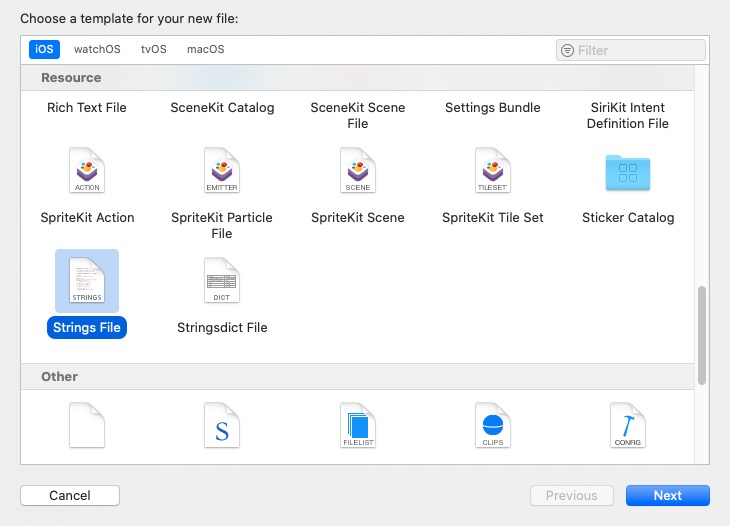 Choose a template for your new file:
iOS watchOS tvOS macOS Filter
Resource
Rich Text File SceneKit Catalog SceneKit Scene File Settings Bundle SiriKit Intent Definition File
ACTION EMITTER SCENE TILESET
SpriteKit Action SpriteKit Particle File SpriteKit Scene SpriteKit Tile Set Sticker Catalog
STRINGS DICT
Strings File Stringsdict File
Other
S FILELIST CLIPS CONFIG
Cancel Previous Next